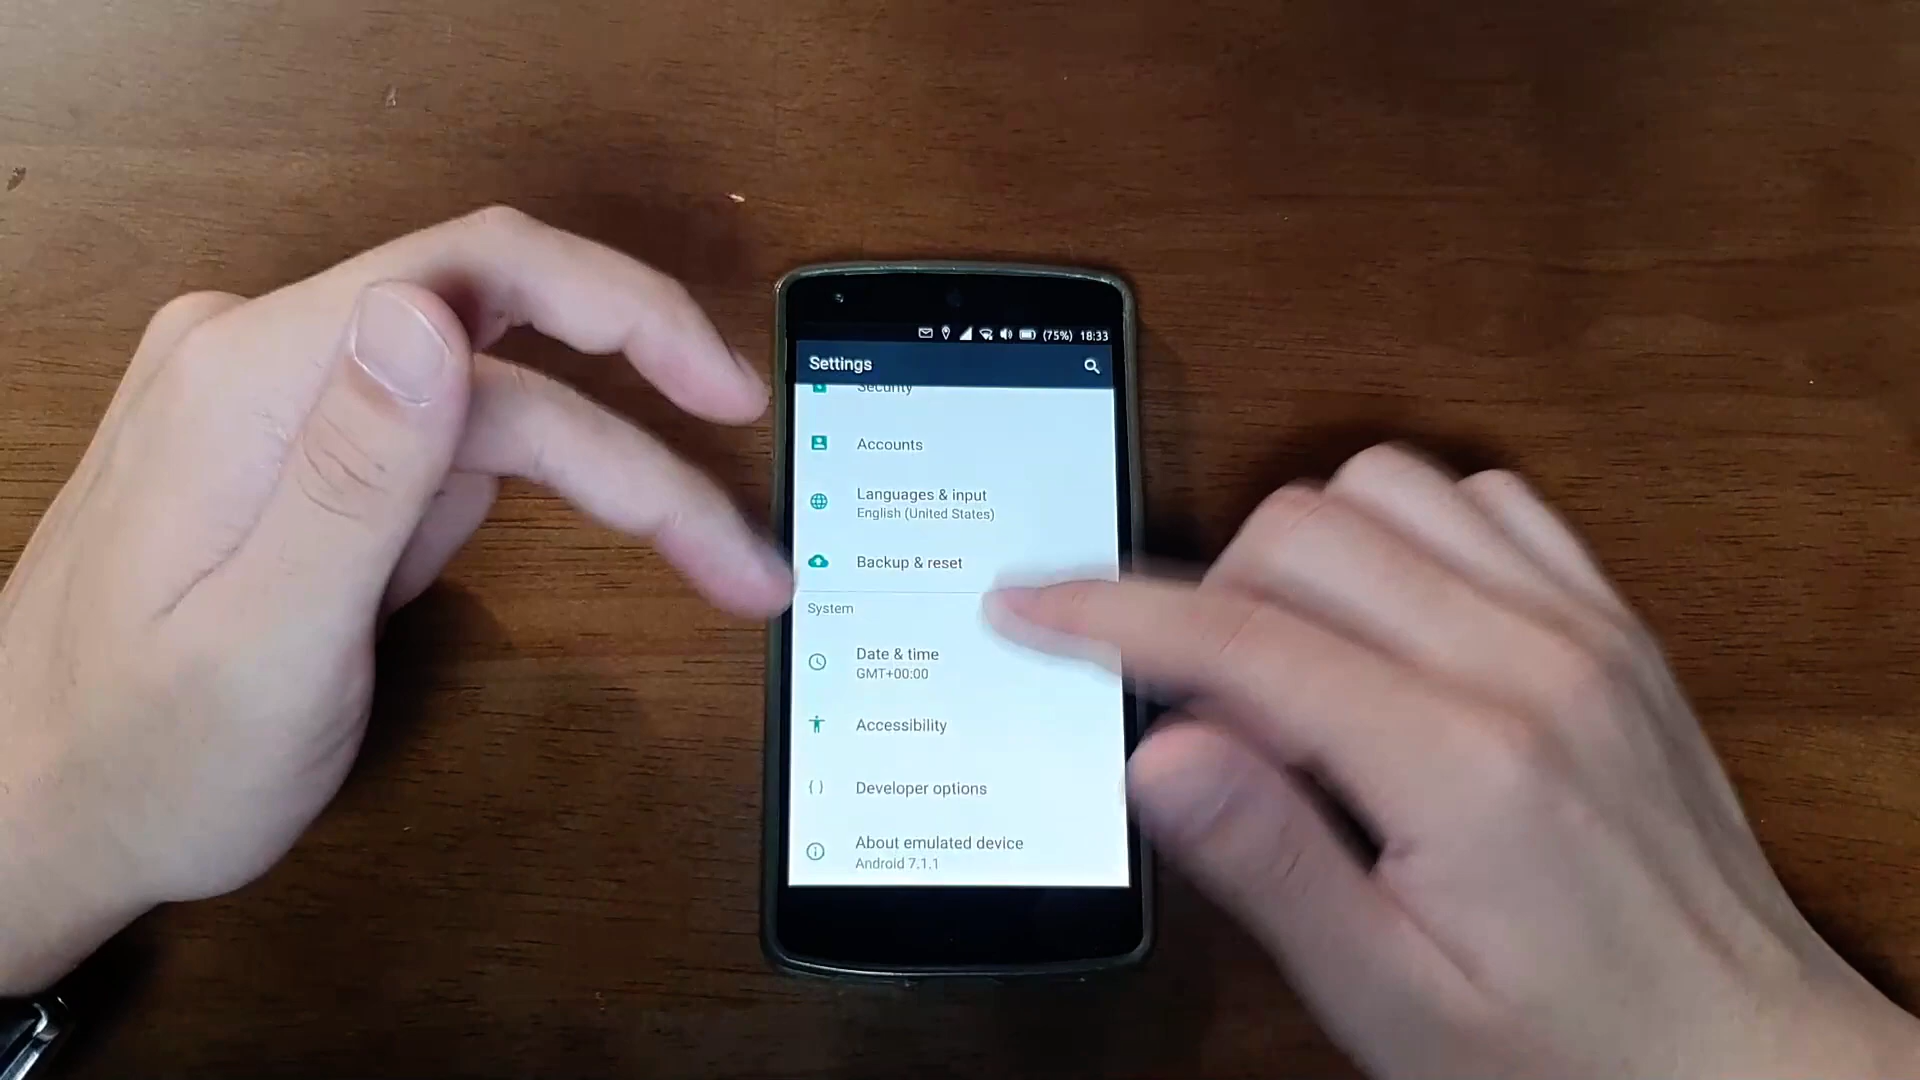 (75%) 18:33
Settings
Security
Accounts
Languages & input
English (United States)
Backup & reset
System
Date & time
GMT+00:00
Accessibility
Developer options
About emulated device
Android 7.1.1